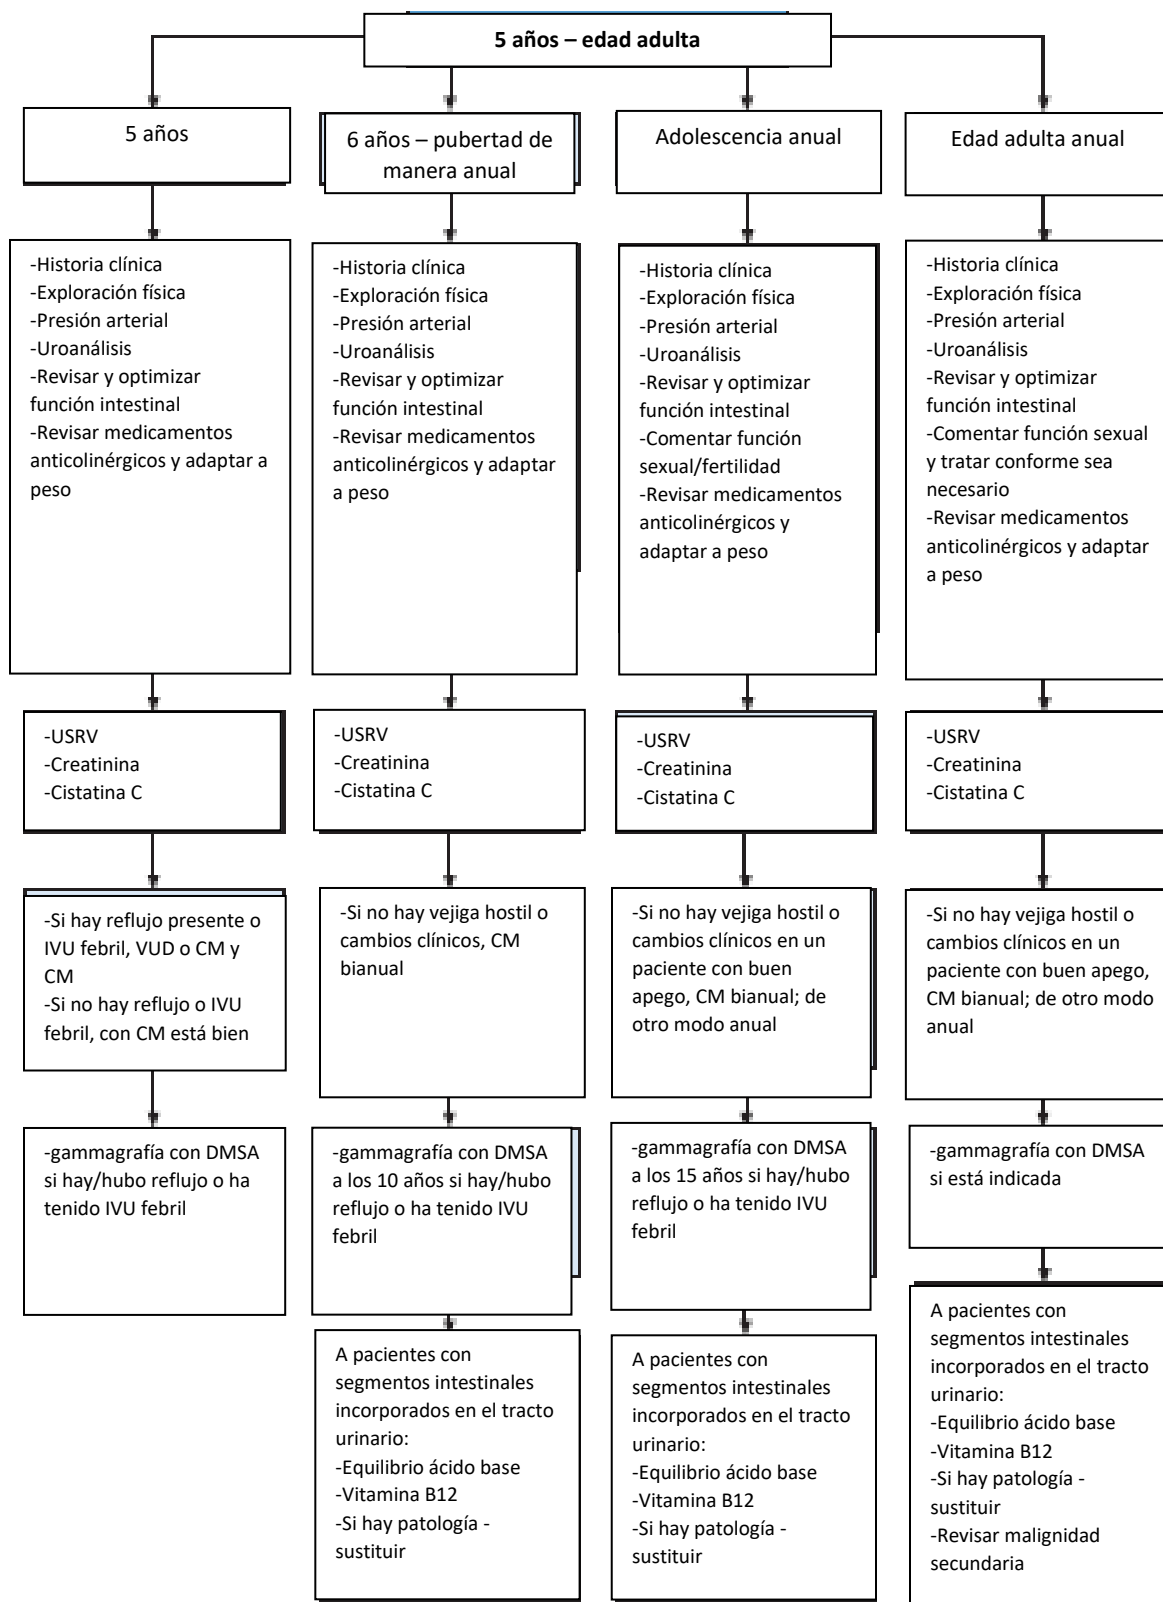 5 años – edad adulta
5 años
6 años – pubertad de
manera anual
Adolescencia anual
Edad adulta anual
-Historia clínica
-Exploración física
-Presión arterial
-Uroanálisis
-Revisar y optimizar
función intestinal
-Revisar medicamentos
anticolinérgicos y adaptar a
peso
-Historia clínica
-Exploración física
-Presión arterial
-Uroanálisis
-Revisar y optimizar
función intestinal
-Revisar medicamentos
anticolinérgicos y adaptar
a peso
-Historia clínica
-Exploración física
-Presión arterial
-Uroanálisis
-Revisar y optimizar
función intestinal
-Comentar función
sexual/fertilidad
-Revisar medicamentos
anticolinérgicos y
adaptar a peso
-Historia clínica
-Exploración física
-Presión arterial
-Uroanálisis
-Revisar y optimizar
función intestinal
-Comentar función sexual
y tratar conforme sea
necesario
-Revisar medicamentos
anticolinérgicos y adaptar
a peso
-USRV
-Creatinina
-Cistatina C
-USRV
-Creatinina
-Cistatina C
-USRV
-Creatinina
-Cistatina C
-USRV
-Creatinina
-Cistatina C
-Si hay reflujo presente o
IVU febril, VUD o CM y
CM
-Si no hay reflujo o IVU
febril, con CM está bien
-Si no hay vejiga hostil o
cambios clínicos, CM
bianual
-Si no hay vejiga hostil o
cambios clínicos en un
paciente con buen
apego, CM bianual; de
otro modo anual
-Si no hay vejiga hostil o
cambios clínicos en un
paciente con buen apego,
CM bianual; de otro modo
anual
-gammagrafía con DMSA
si hay/hubo reflujo o ha
tenido IVU febril
-gammagrafía con DMSA
a los 10 años si hay/hubo
reflujo o ha tenido IVU
febril
-gammagrafía con DMSA
a los 15 años si hay/hubo
reflujo o ha tenido IVU
febril
-gammagrafía con DMSA
si está indicada
A pacientes con
segmentos intestinales
incorporados en el tracto
urinario:
-Equilibrio ácido base
-Vitamina B12
-Si hay patología -
sustituir
A pacientes con
segmentos intestinales
incorporados en el tracto
urinario:
-Equilibrio ácido base
-Vitamina B12
-Si hay patología -
sustituir
A pacientes con
segmentos intestinales
incorporados en el tracto
urinario:
-Equilibrio ácido base
-Vitamina B12
-Si hay patología -
sustituir
-Revisar malignidad
secundaria